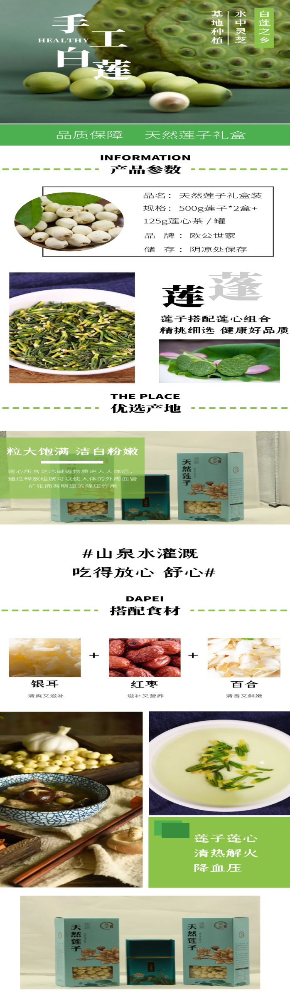 手工
HEALTHY
白莲
白莲之乡
水中灵芝
基地种植
品质保障 天然莲子礼盒
INFORMATION
产品参数
品名：天然莲子礼盒装
规格：500g莲子*2盒+
125g莲心茶/罐
品 牌：欧公世家
储 存：阴凉处保存
莲蓬
莲子搭配莲心组合
精挑细选 健康好品质
THE PLACE
优选产地
粒大饱满 洁白粉嫩
莲心所含芝芯碱等物质进入人体后，
通过释放组胺可以使人体的外周血管
扩张而有明显的降压作用
天然莲子
天然莲子
#山泉水灌溉
吃得放心 舒心#
DAPEI
搭配食材
+ +
银耳 红枣 百合
清爽又滋补 滋补又营养 清香又鲜嫩
莲子莲心
清热解火
降血压
天然莲子
天然莲子